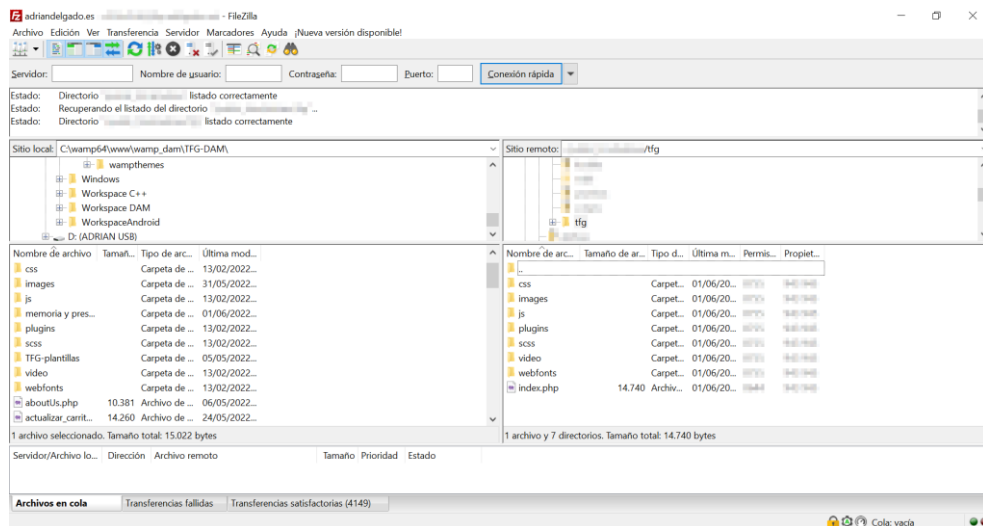 adriandelgado.es - FileZilla
Archivo Edición Ver Transferencia Servidor Marcadores Ayuda ¡Nueva versión disponible!
Servidor: Nombre de usuario: Contraseña: Puerto: Conexión rápida
Estado: Directorio listado correctamente
Estado: Recuperando el listado del directorio ...
Estado: Directorio listado correctamente
Sitio local: C:\wamp64\www\wamp_dam\TFG-DAM\
wampthemes
Windows
Workspace C++
Workspace DAM
WorkspaceAndroid
D: (ADRIAN USB)
Sitio remoto: /tfg
tfg
Nombre de archivo Tamañ... Tipo de arc... Última mod...
css Carpeta de ... 13/02/2022...
images Carpeta de ... 31/05/2022...
js Carpeta de ... 13/02/2022...
memoria y pres... Carpeta de ... 01/06/2022...
plugins Carpeta de ... 13/02/2022...
scss Carpeta de ... 13/02/2022...
TFG-plantillas Carpeta de ... 05/05/2022...
video Carpeta de ... 13/02/2022...
webfonts Carpeta de ... 13/02/2022...
aboutUs.php 10.381 Archivo de ... 06/05/2022...
actualizar_carrit... 14.260 Archivo de ... 24/05/2022...
1 archivo seleccionado. Tamaño total: 15.022 bytes
Nombre de arc... Tamaño de ar... Tipo d... Última m... Permis... Propiet...
..
css Carpet... 01/06/20...
images Carpet... 01/06/20...
js Carpet... 01/06/20...
plugins Carpet... 01/06/20...
scss Carpet... 01/06/20...
video Carpet... 01/06/20...
webfonts Carpet... 01/06/20...
index.php 14.740 Archiv... 01/06/20...
1 archivo y 7 directorios. Tamaño total: 14.740 bytes
Servidor/Archivo lo... Dirección Archivo remoto Tamaño Prioridad Estado
Archivos en cola Transferencias fallidas Transferencias satisfactorias (4149)
Cola: vacía